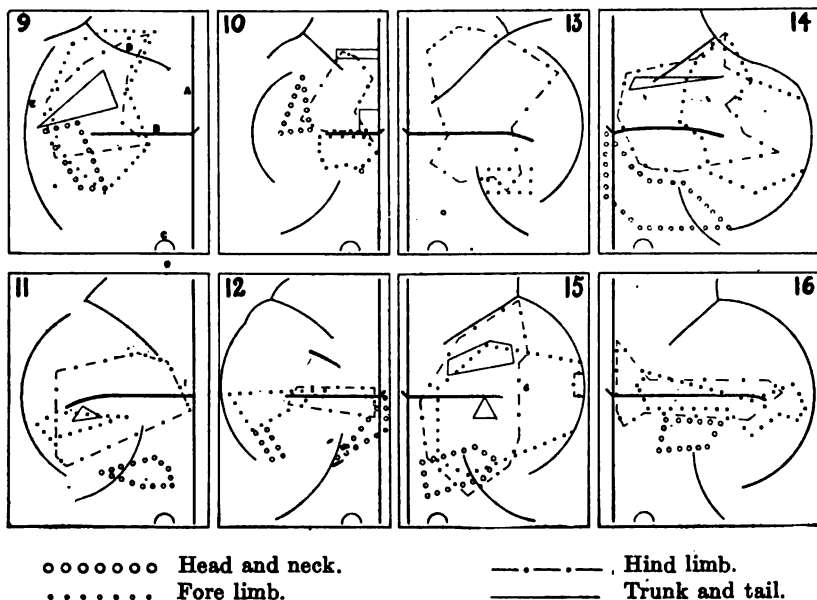 9 10 13 14
D
A
B
C
11 12 15 16
Head and neck. Hind limb.
Fore limb. Trunk and tail.